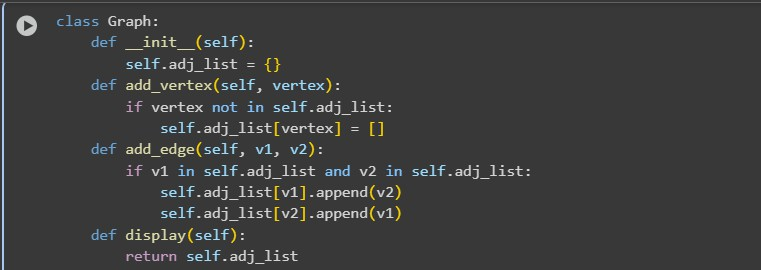 class Graph:
    def __init__(self):
        self.adj_list = {}
    def add_vertex(self, vertex):
        if vertex not in self.adj_list:
            self.adj_list[vertex] = []
    def add_edge(self, v1, v2):
        if v1 in self.adj_list and v2 in self.adj_list:
            self.adj_list[v1].append(v2)
            self.adj_list[v2].append(v1)
    def display(self):
        return self.adj_list